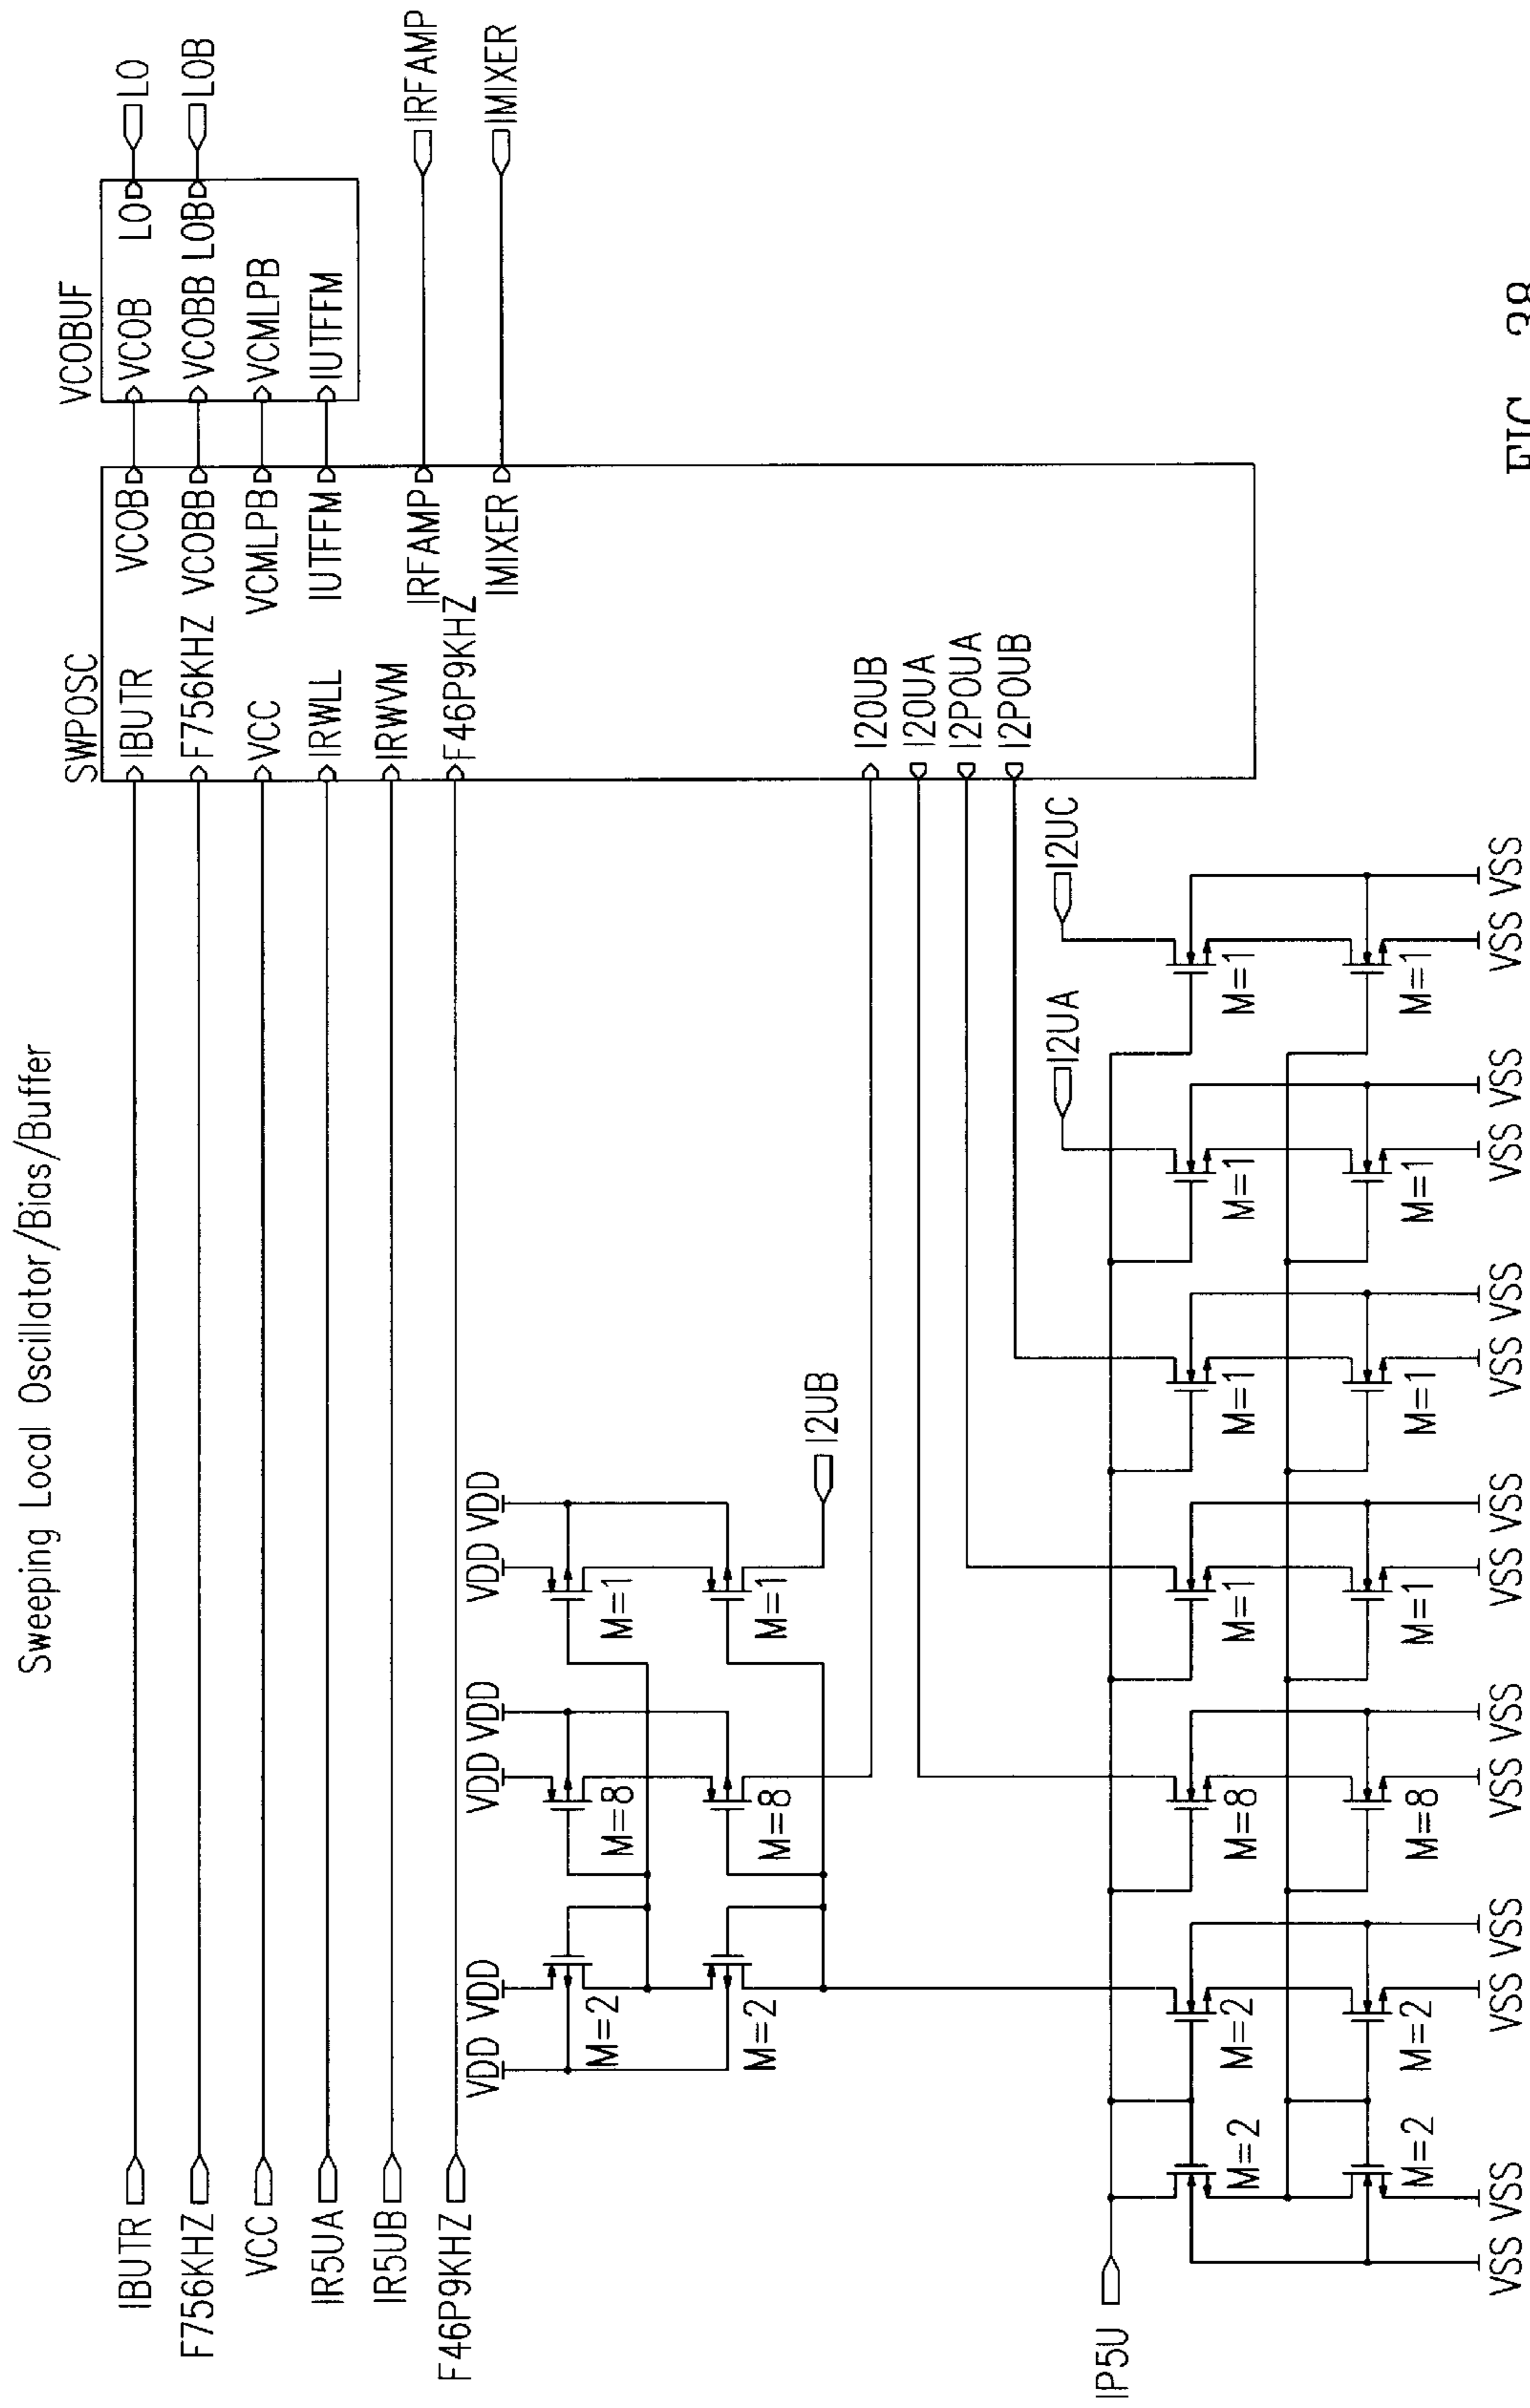 Sweeping Local Oscillator/Bias/Buffer
SWPOSC
VCOBUF
IBUTR
IBUTR
VCOB
VCOB
LO
LO
F756KHZ
F756KHZ
VCOBB
VCOBB
LOB
LOB
VCC
VCC
VCMLPB
VCMLPB
IR5UA
IRWLL
IUTFFM
IUTFFM
IR5UB
IRWVM
IRFAMP
IRFAMP
F46P9KHZ
F46P9KHZ
IMIXER
IMIXER
VDD VDD
VDD VDD
VDD VDD
M=2
M=8
M=1
M=2
M=8
M=1
I2UB
I20UB
I20UA
I2P0UA
I2P0UB
I2UA
I2UC
IP5U
M=2
M=2
M=8
M=1
M=1
M=1
M=1
M=2
M=2
M=8
M=1
M=1
M=1
M=1
VSS VSS
VSS VSS
VSS VSS
VSS VSS
VSS VSS
VSS VSS
VSS VSS
FIG 38